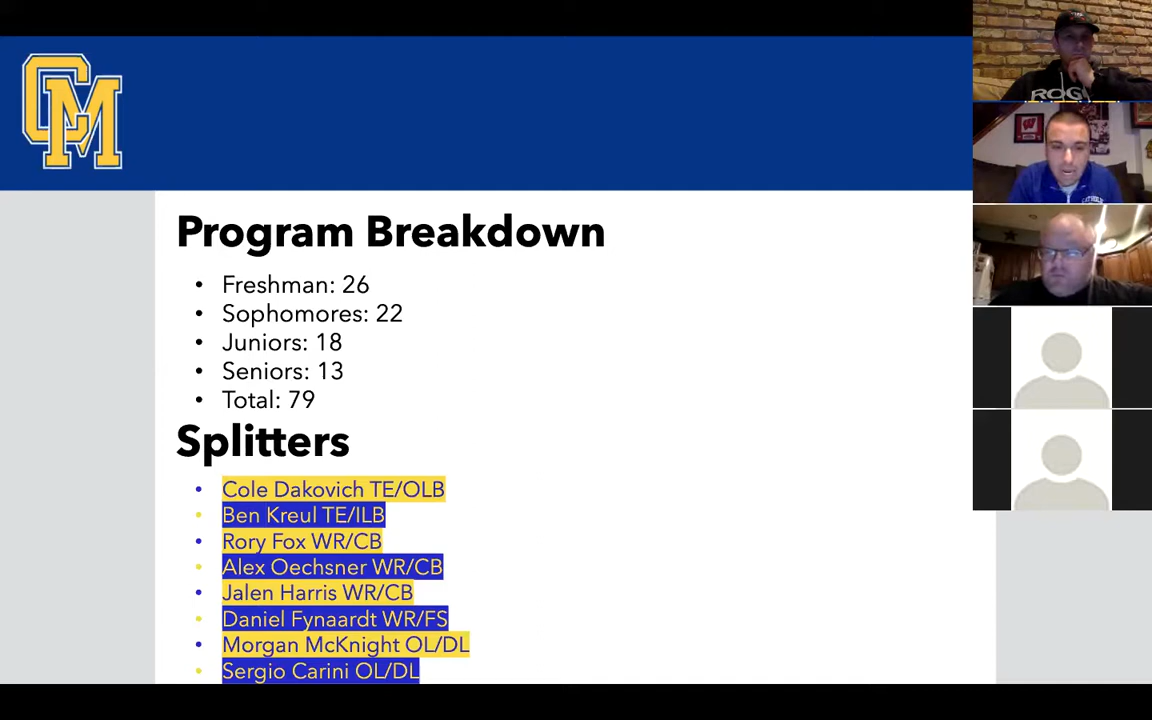 CM
Program Breakdown
• Freshman: 26
• Sophomores: 22
• Juniors: 18
• Seniors: 13
• Total: 79
Splitters
• Cole Dakovich TE/OLB
• Ben Kreul TE/ILB
• Rory Fox WR/CB
• Alex Oechsner WR/CB
• Jalen Harris WR/CB
• Daniel Fynaardt WR/FS
• Morgan McKnight OL/DL
• Sergio Carini OL/DL
ROG
W
CATHOLIC